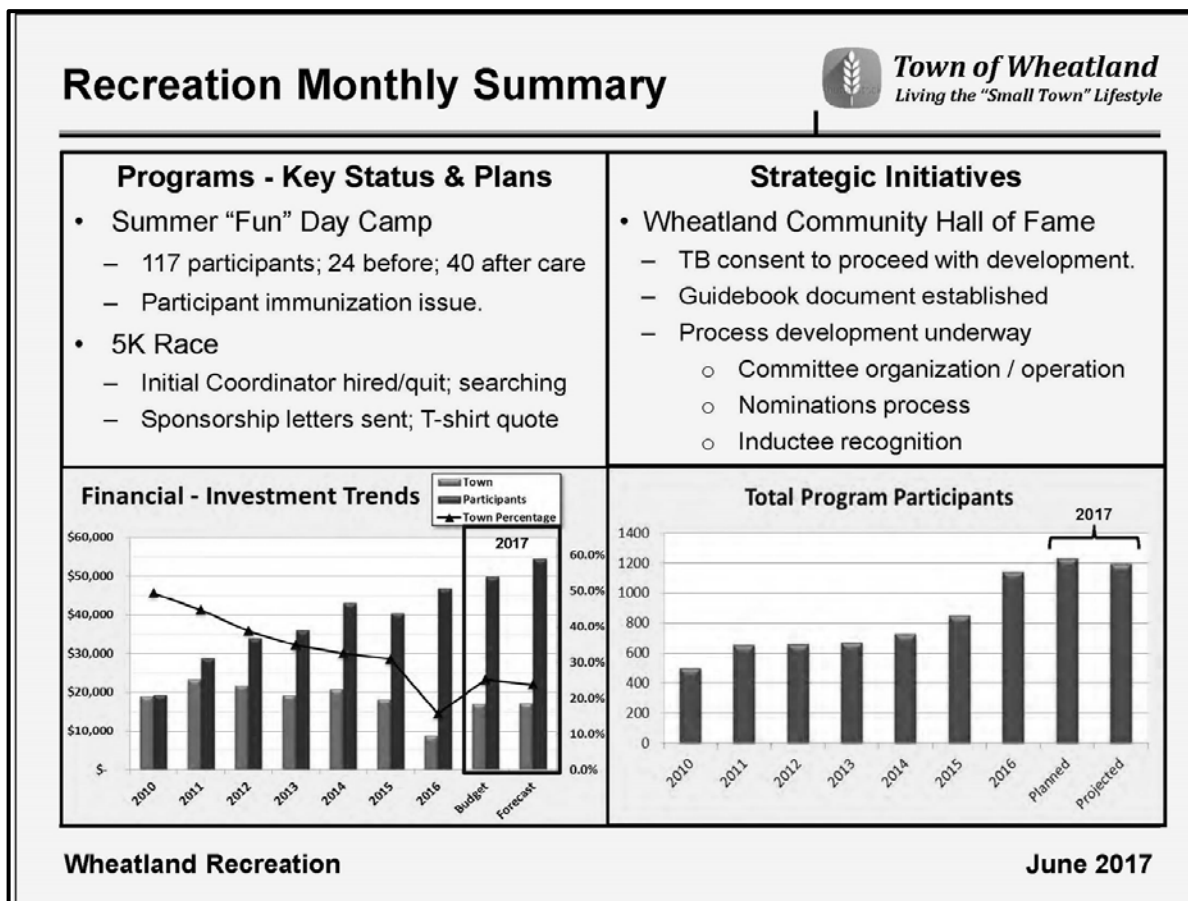 Recreation Monthly Summary
Town of Wheatland
Living the "Small Town" Lifestyle
Programs - Key Status & Plans
• Summer "Fun" Day Camp
– 117 participants; 24 before; 40 after care
– Participant immunization issue.
• 5K Race
– Initial Coordinator hired/quit; searching
– Sponsorship letters sent; T-shirt quote
Strategic Initiatives
• Wheatland Community Hall of Fame
– TB consent to proceed with development.
– Guidebook document established
– Process development underway
o Committee organization / operation
o Nominations process
o Inductee recognition
Financial - Investment Trends
Town
Participants
Town Percentage
2017
$60,000
$50,000
$40,000
$30,000
$20,000
$10,000
$-
60.0%
50.0%
40.0%
30.0%
20.0%
10.0%
0.0%
2010
2011
2012
2013
2014
2015
2016
Budget
Forecast
Total Program Participants
2017
1400
1200
1000
800
600
400
200
0
2010
2011
2012
2013
2014
2015
2016
Planned
Projected
Wheatland Recreation
June 2017